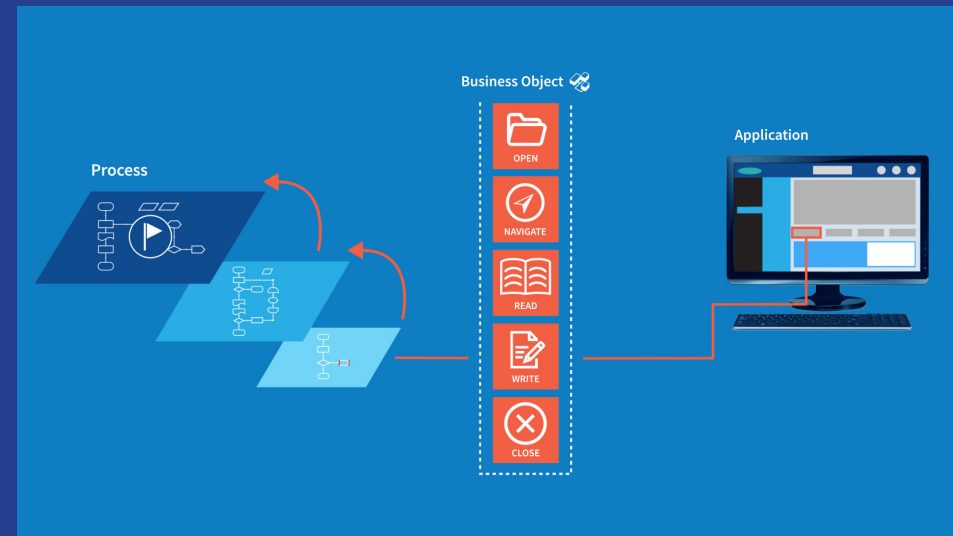 Business Object
OPEN
Application
Process
NAVIGATE
READ
WRITE
CLOSE